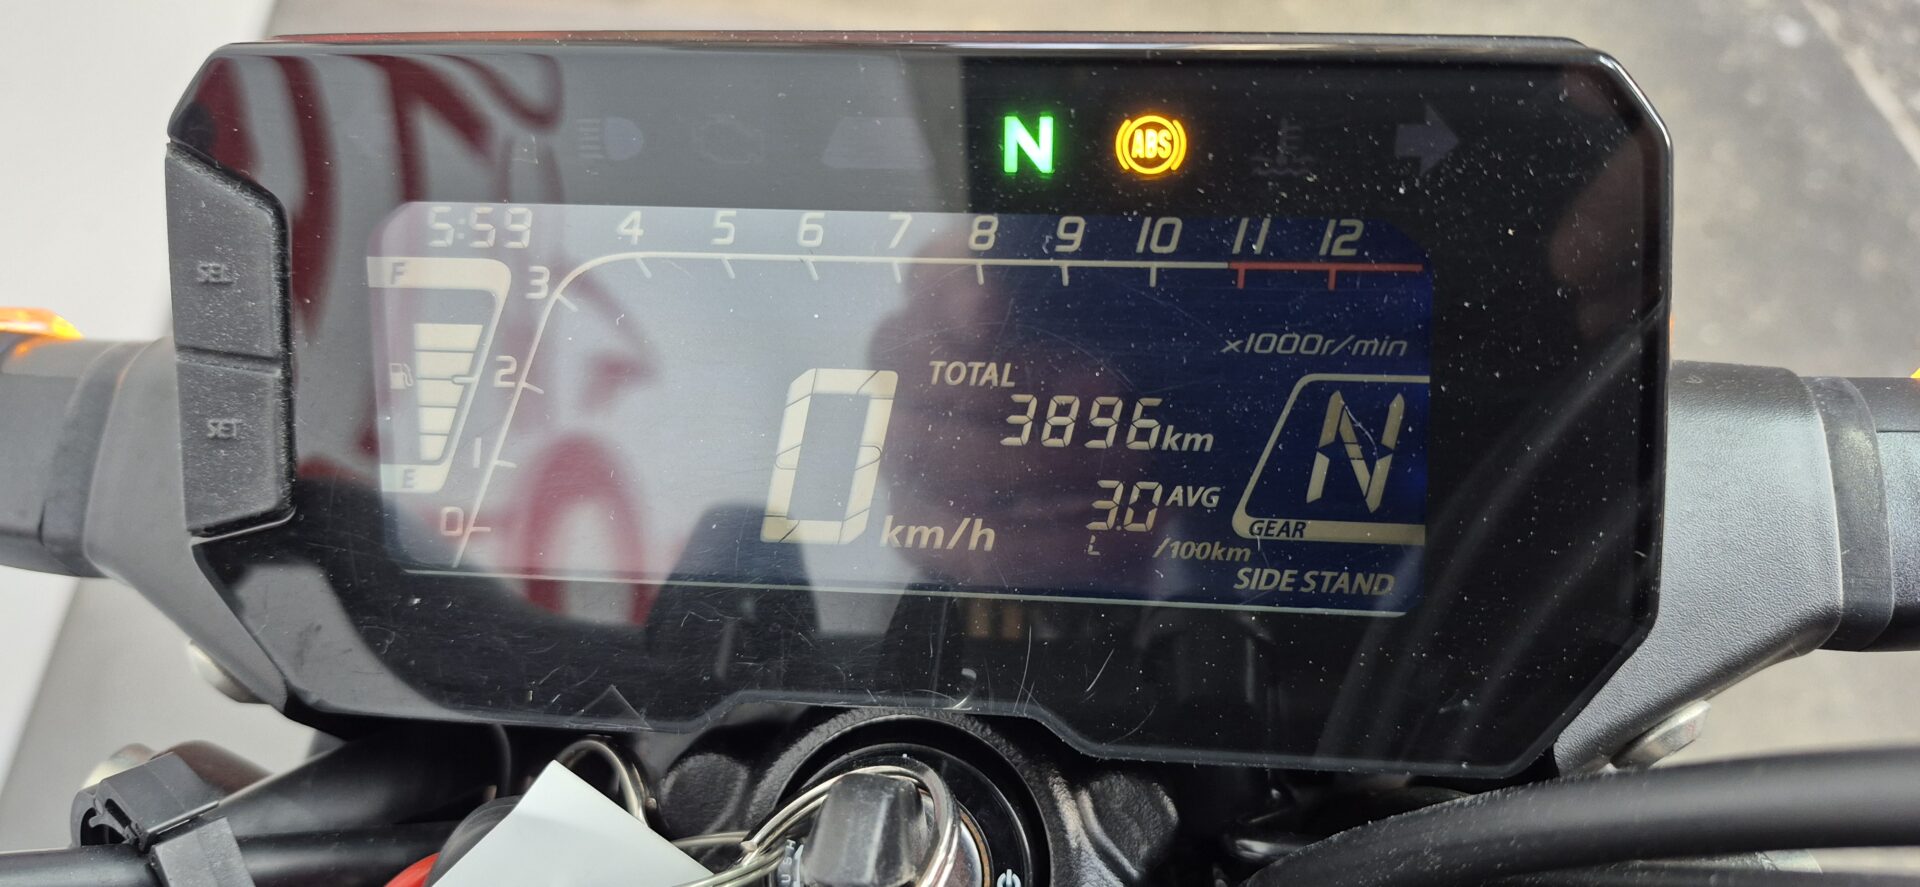 N ABS
5:59 4 5 6 7 8 9 10 11 12
F 3
x1000r/min
SEL
2
TOTAL
3896km
N
SET
1
E
0
0 km/h
3.0 AVG
L /100km
GEAR
SIDE STAND